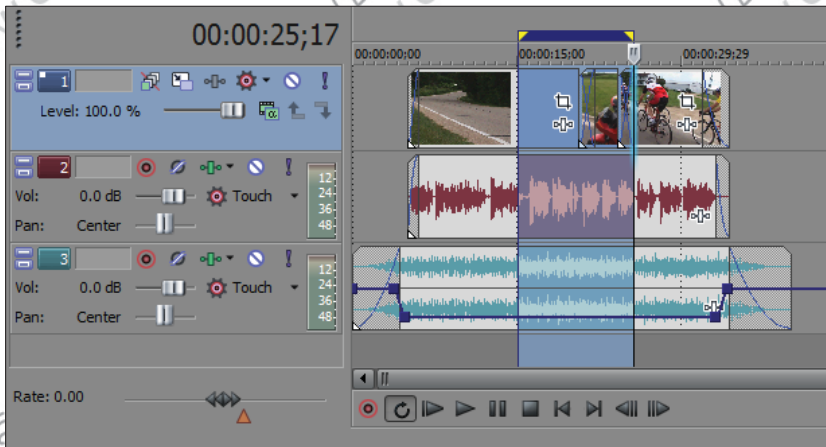 00:00:25;17
00:00:00;00
00:00:15;00
00:00:29;29
1
Level: 100.0 %
2
Vol: 0.0 dB Touch
Pan: Center
12
24
36
48
3
Vol: 0.0 dB Touch
Pan: Center
12
24
36
48
Rate: 0.00